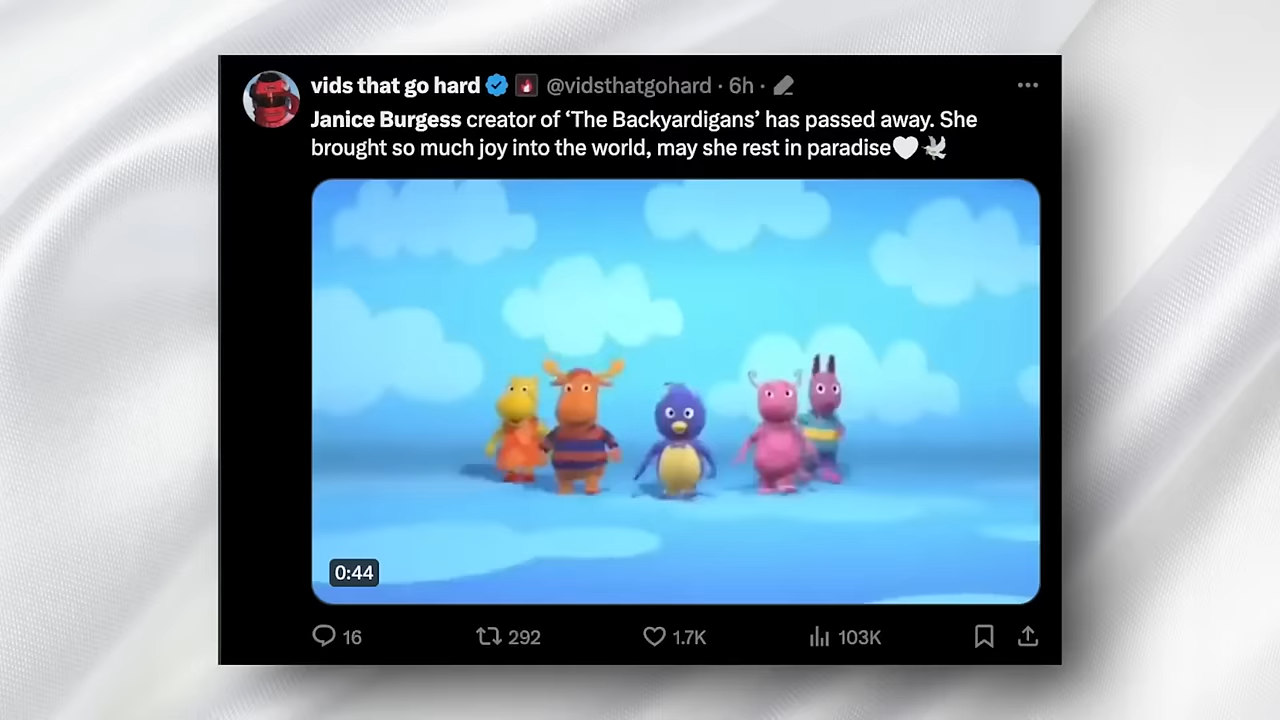 vids that go hard @vidsthatgohard · 6h ·
Janice Burgess creator of ‘The Backyardigans’ has passed away. She
brought so much joy into the world, may she rest in paradise🤍🕊️
0:44
16 292 1.7K 103K